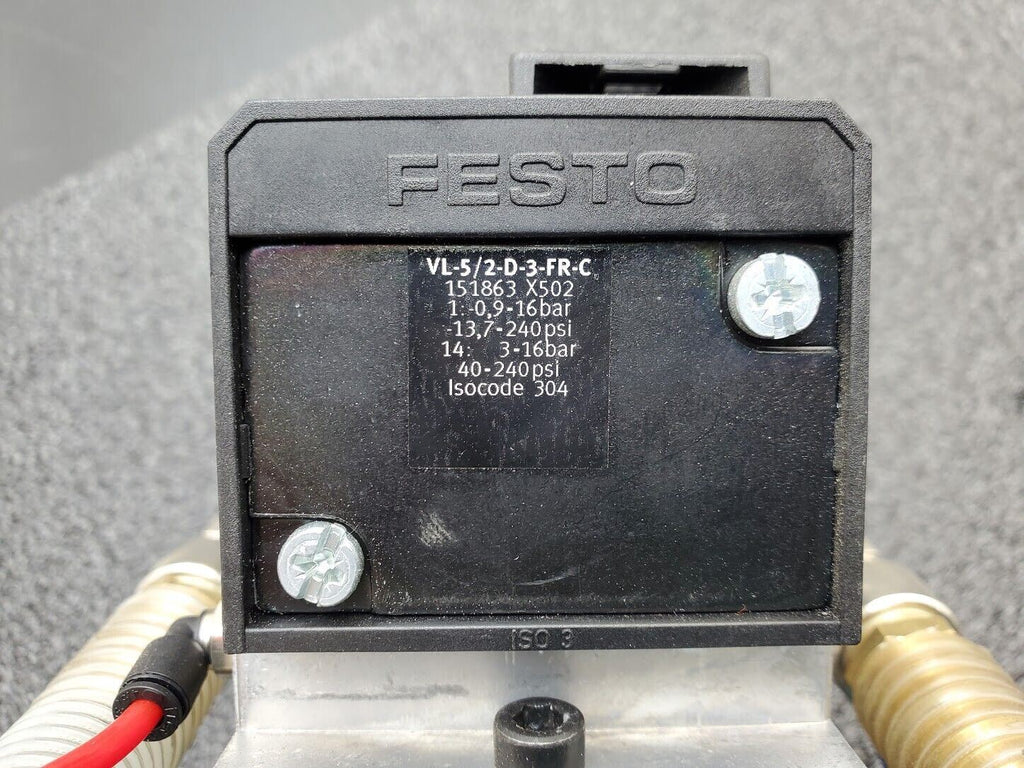 FESTO
VL-5/2-D-3-FR-C
151863 X502
1: -0,9-16bar
-13,7-240psi
14: 3-16bar
40-240psi
Isocode 304
ISO 3